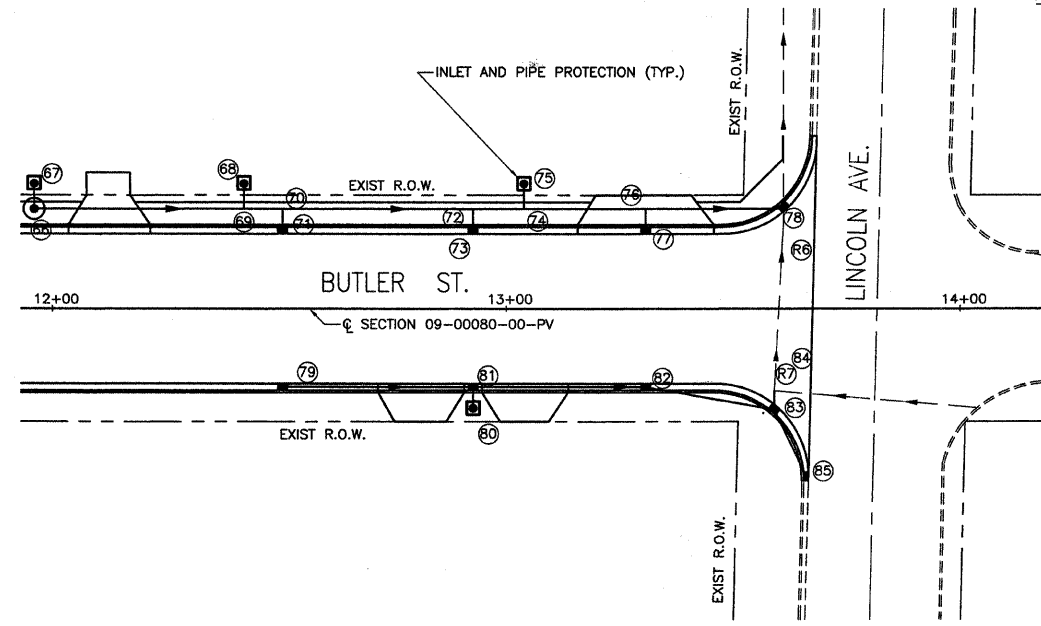 INLET AND PIPE PROTECTION (TYP.)
EXIST R.O.W.
67
68
75
EXIST R.O.W.
70
76
66
69
71
72
74
78
73
77
R6
LINCOLN AVE.
BUTLER ST.
12+00
13+00
14+00
℄ SECTION 09-00080-00-PV
79
81
82
84
R7
83
80
EXIST R.O.W.
85
EXIST R.O.W.